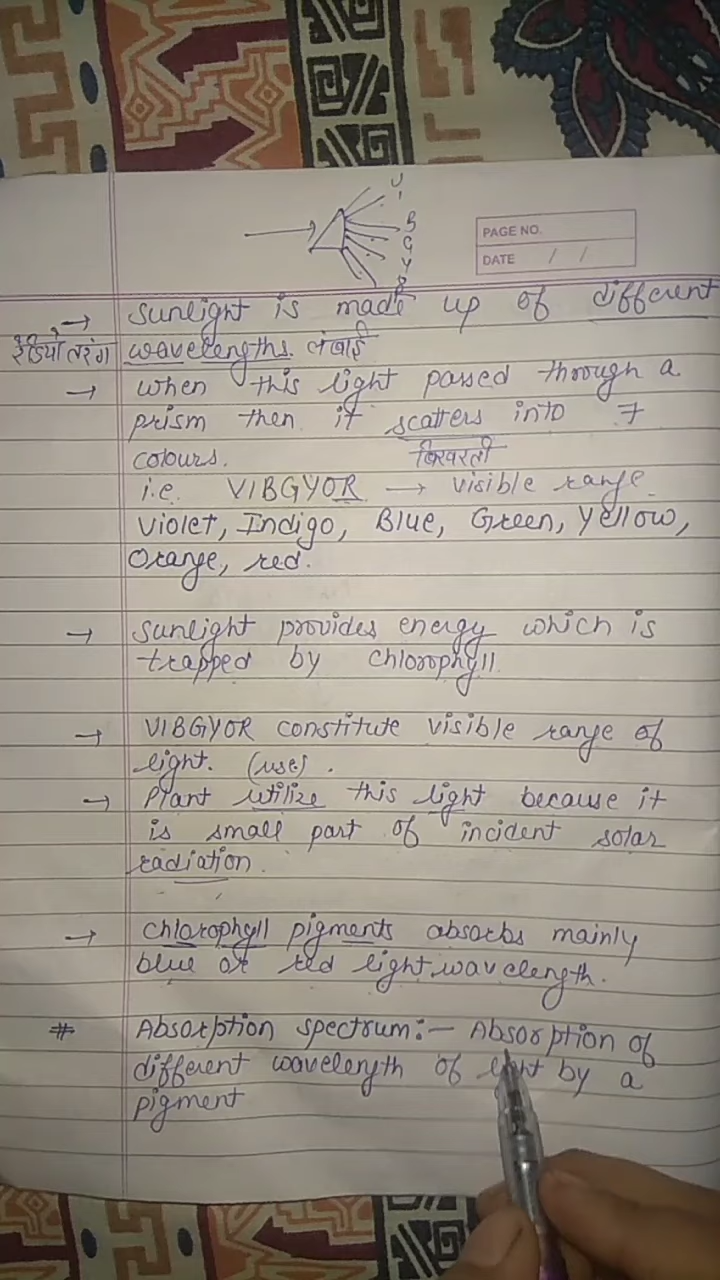 V
I
B
G
Y
R
PAGE NO.
DATE / /
→ Sunlight is made up of different
रेडियो तरंग wavelengths. लंबाई
→ when this light passed through a
prism then it scatters into 7
colours. बिखरती
i.e. VIBGYOR → visible range.
Violet, Indigo, Blue, Green, Yellow,
Orange, red.
→ Sunlight provides energy which is
trapped by chlorophyll.
→ VIBGYOR constitute visible range of
light. (use).
→ Plant utilize this light because it
is small part of incident solar
radiation.
→ chlorophyll pigments absorbs mainly
blue or red light wavelength.
# Absorption spectrum:- Absorption of
different wavelength of light by a
pigment